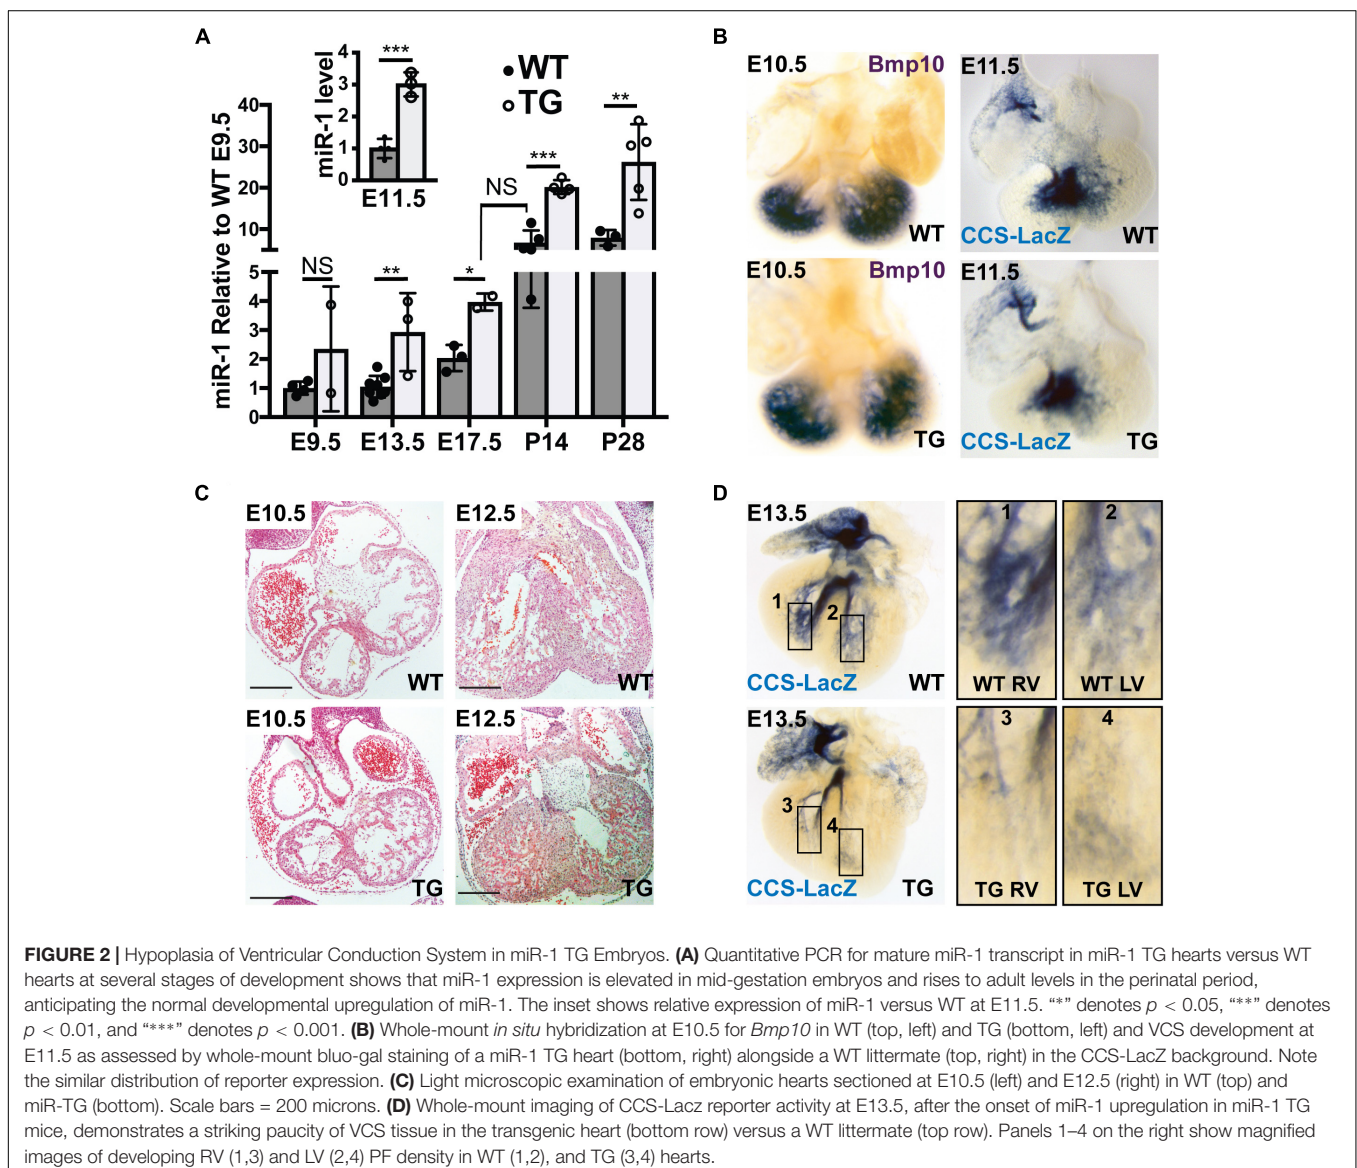 A
miR-1 Relative to WT E9.5
40
30
20
10
5
4
3
2
1
0
miR-1 level
4
3
2
1
0
***
E11.5
WT
TG
NS
**
*
NS
***
**
E9.5 E13.5 E17.5 P14 P28
B
E10.5 Bmp10
WT
E11.5
CCS-LacZ WT
E10.5 Bmp10
TG
E11.5
CCS-LacZ TG
C
E10.5
WT
E12.5
WT
E10.5
TG
E12.5
TG
D
E13.5
1
2
CCS-LacZ WT
1
WT RV
2
WT LV
E13.5
3
4
CCS-LacZ TG
3
TG RV
4
TG LV
FIGURE 2 | Hypoplasia of Ventricular Conduction System in miR-1 TG Embryos. (A) Quantitative PCR for mature miR-1 transcript in miR-1 TG hearts versus WT
hearts at several stages of development shows that miR-1 expression is elevated in mid-gestation embryos and rises to adult levels in the perinatal period,
anticipating the normal developmental upregulation of miR-1. The inset shows relative expression of miR-1 versus WT at E11.5. “*” denotes p < 0.05, “**” denotes
p < 0.01, and “***” denotes p < 0.001. (B) Whole-mount in situ hybridization at E10.5 for Bmp10 in WT (top, left) and TG (bottom, left) and VCS development at
E11.5 as assessed by whole-mount bluo-gal staining of a miR-1 TG heart (bottom, right) alongside a WT littermate (top, right) in the CCS-LacZ background. Note
the similar distribution of reporter expression. (C) Light microscopic examination of embryonic hearts sectioned at E10.5 (left) and E12.5 (right) in WT (top) and
miR-TG (bottom). Scale bars = 200 microns. (D) Whole-mount imaging of CCS-Lacz reporter activity at E13.5, after the onset of miR-1 upregulation in miR-1 TG
mice, demonstrates a striking paucity of VCS tissue in the transgenic heart (bottom row) versus a WT littermate (top row). Panels 1–4 on the right show magnified
images of developing RV (1,3) and LV (2,4) PF density in WT (1,2), and TG (3,4) hearts.